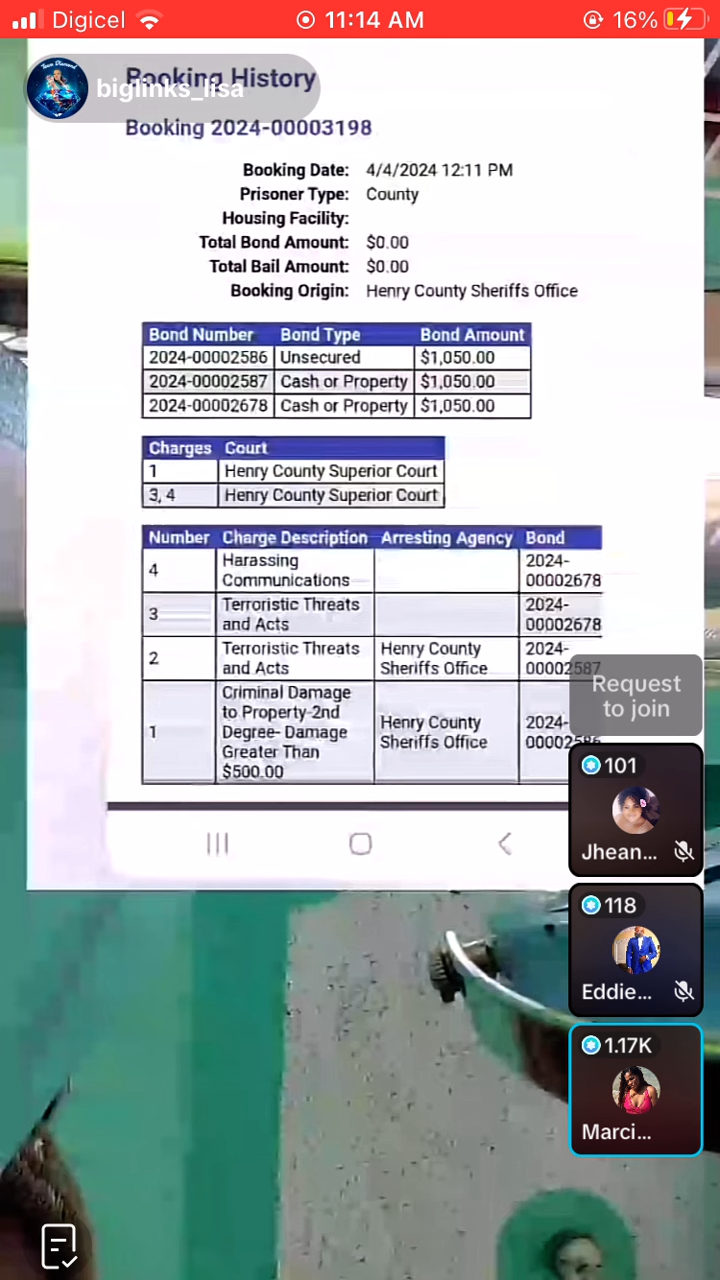 Digicel
11:14 AM
16%
Booking History
biglinks_lisa
Booking 2024-00003198
Booking Date: 4/4/2024 12:11 PM
Prisoner Type: County
Housing Facility:
Total Bond Amount: $0.00
Total Bail Amount: $0.00
Booking Origin: Henry County Sheriffs Office
Bond Number Bond Type Bond Amount
2024-00002586 Unsecured $1,050.00
2024-00002587 Cash or Property $1,050.00
2024-00002678 Cash or Property $1,050.00
Charges Court
1 Henry County Superior Court
3, 4 Henry County Superior Court
Number Charge Description Arresting Agency Bond
4 Harassing Communications 2024-00002678
3 Terroristic Threats and Acts 2024-00002678
2 Terroristic Threats and Acts Henry County Sheriffs Office 2024-00002587
1 Criminal Damage to Property-2nd Degree- Damage Greater Than $500.00 Henry County Sheriffs Office 2024-00002586
Request
to join
101
Jhean...
118
Eddie...
1.17K
Marci...